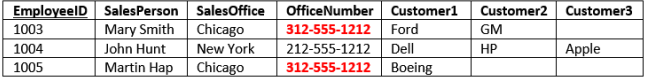 EmployeeID SalesPerson SalesOffice OfficeNumber Customer1 Customer2 Customer3
1003 Mary Smith Chicago 312-555-1212 Ford GM
1004 John Hunt New York 212-555-1212 Dell HP Apple
1005 Martin Hap Chicago 312-555-1212 Boeing